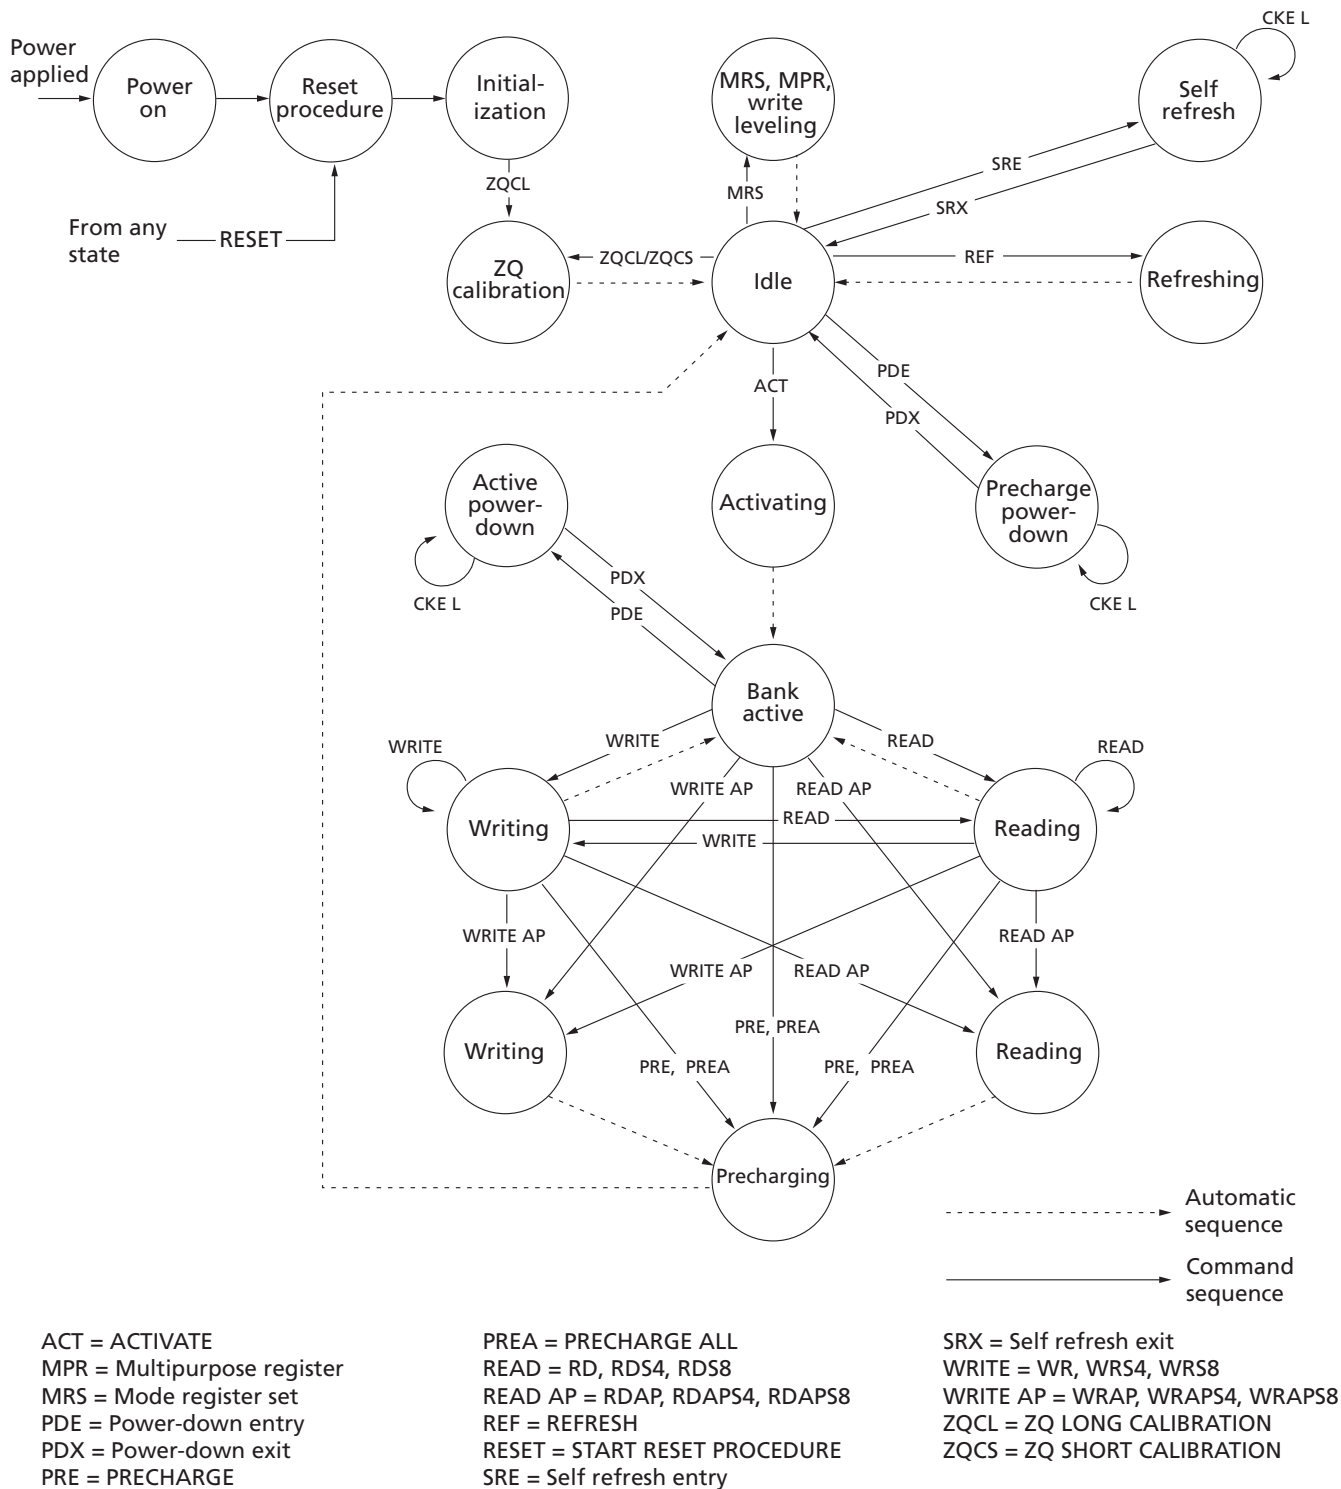 CKE L
Power
applied
Power
on
Reset
procedure
Initial-
ization
MRS, MPR,
write
leveling
Self
refresh
ZQCL
MRS
SRE
SRX
From any
state
RESET
ZQ
calibration
ZQCL/ZQCS
Idle
REF
Refreshing
PDE
ACT
PDX
Active
power-
down
Activating
Precharge
power-
down
PDX
CKE L
PDE
CKE L
Bank
active
WRITE
WRITE
READ
READ
WRITE AP
READ AP
Writing
READ
Reading
WRITE
WRITE AP
READ AP
WRITE AP
READ AP
PRE, PREA
Writing
Reading
PRE, PREA
PRE, PREA
Precharging
Automatic
sequence
Command
sequence
ACT = ACTIVATE
MPR = Multipurpose register
MRS = Mode register set
PDE = Power-down entry
PDX = Power-down exit
PRE = PRECHARGE
PREA = PRECHARGE ALL
READ = RD, RDS4, RDS8
READ AP = RDAP, RDAPS4, RDAPS8
REF = REFRESH
RESET = START RESET PROCEDURE
SRE = Self refresh entry
SRX = Self refresh exit
WRITE = WR, WRS4, WRS8
WRITE AP = WRAP, WRAPS4, WRAPS8
ZQCL = ZQ LONG CALIBRATION
ZQCS = ZQ SHORT CALIBRATION